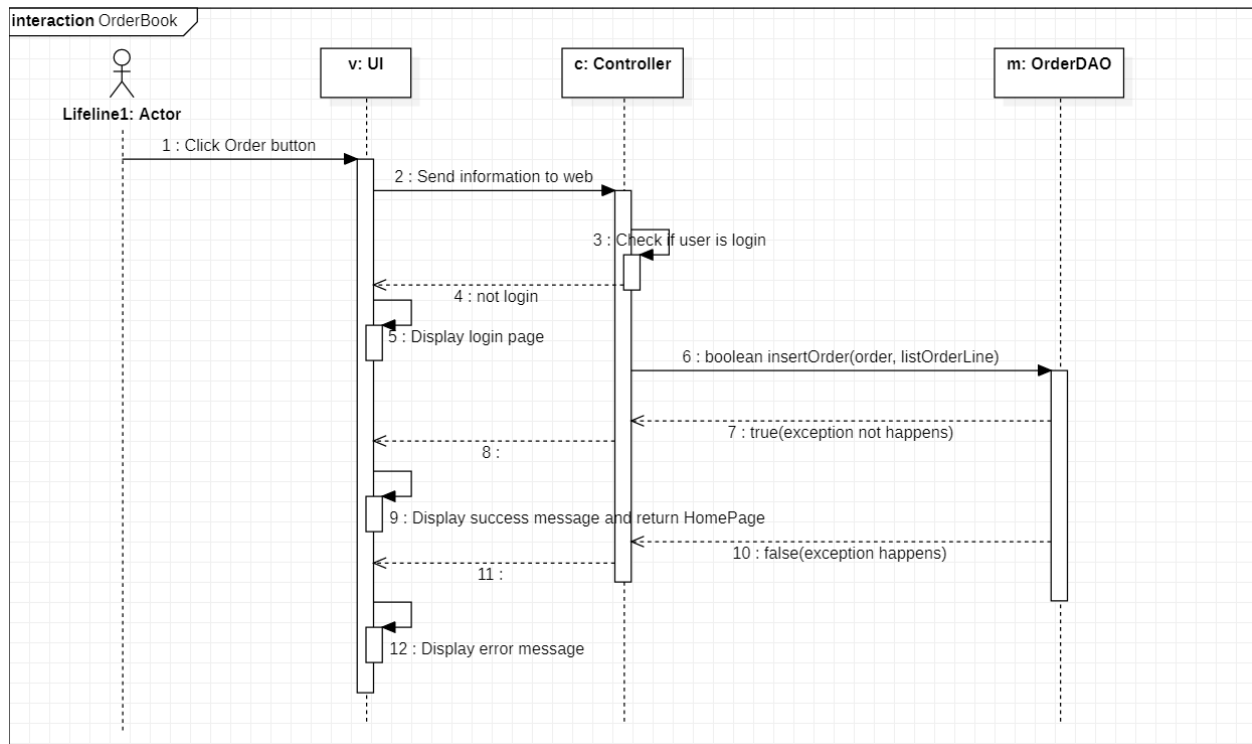 interaction OrderBook
v: UI
c: Controller
m: OrderDAO
Lifeline1: Actor
1 : Click Order button
2 : Send information to web
3 : Check if user is login
4 : not login
5 : Display login page
6 : boolean insertOrder(order, listOrderLine)
7 : true(exception not happens)
8 :
9 : Display success message and return HomePage
10 : false(exception happens)
11 :
12 : Display error message